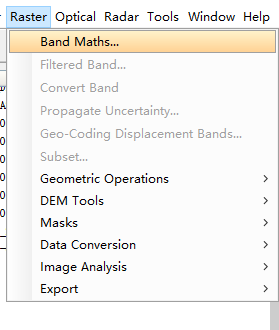 Raster Optical Radar Tools Window Help
Band Maths...
Filtered Band...
Convert Band
Propagate Uncertainty...
Geo-Coding Displacement Bands...
Subset...
Geometric Operations
DEM Tools
Masks
Data Conversion
Image Analysis
Export